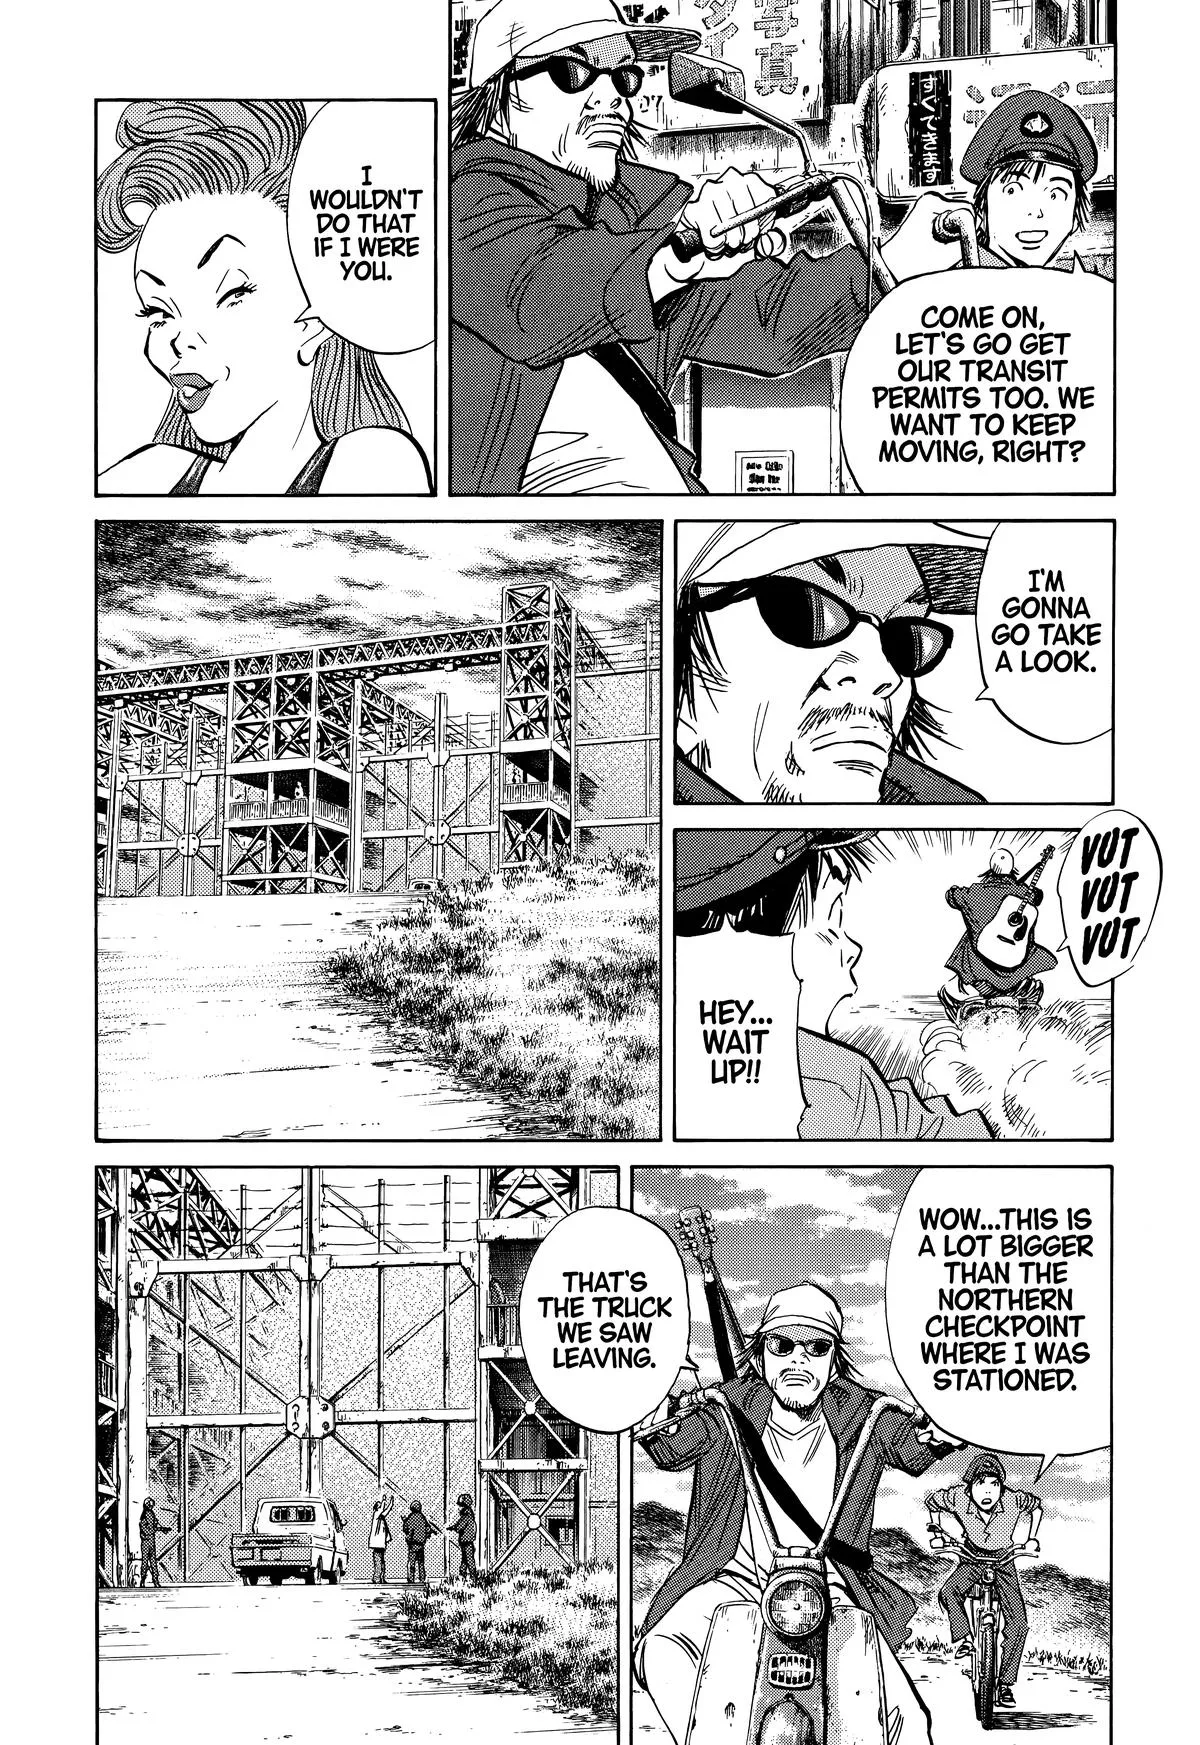 写真
すぐできます
07
COME ON,
LET'S GO GET
OUR TRANSIT
PERMITS TOO. WE
WANT TO KEEP
MOVING, RIGHT?
I
WOULDN'T
DO THAT
IF I WERE
YOU.
I'M
GONNA
GO TAKE
A LOOK.
VUT
VUT
VUT
HEY...
WAIT
UP!!
WOW...THIS IS
A LOT BIGGER
THAN THE
NORTHERN
CHECKPOINT
WHERE I WAS
STATIONED.
THAT'S
THE TRUCK
WE SAW
LEAVING.